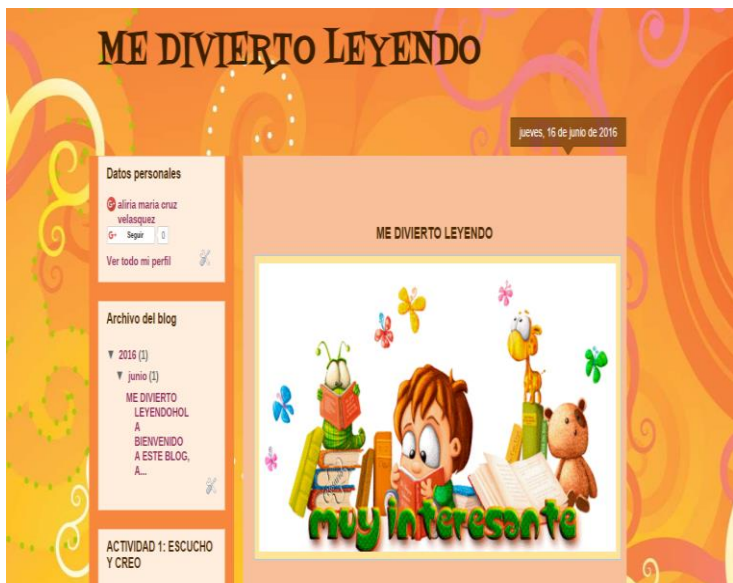 ME DIVIERTO LEYENDO
jueves, 16 de junio de 2016
Datos personales
aliria maria cruz
velasquez
G+ Seguir 0
Ver todo mi perfil
Archivo del blog
▼ 2016 (1)
▼ junio (1)
ME DIVIERTO
LEYENDOHOL
A
BIENVENIDO
A ESTE BLOG,
A...
ACTIVIDAD 1: ESCUCHO
Y CREO
ME DIVIERTO LEYENDO
muy interesante